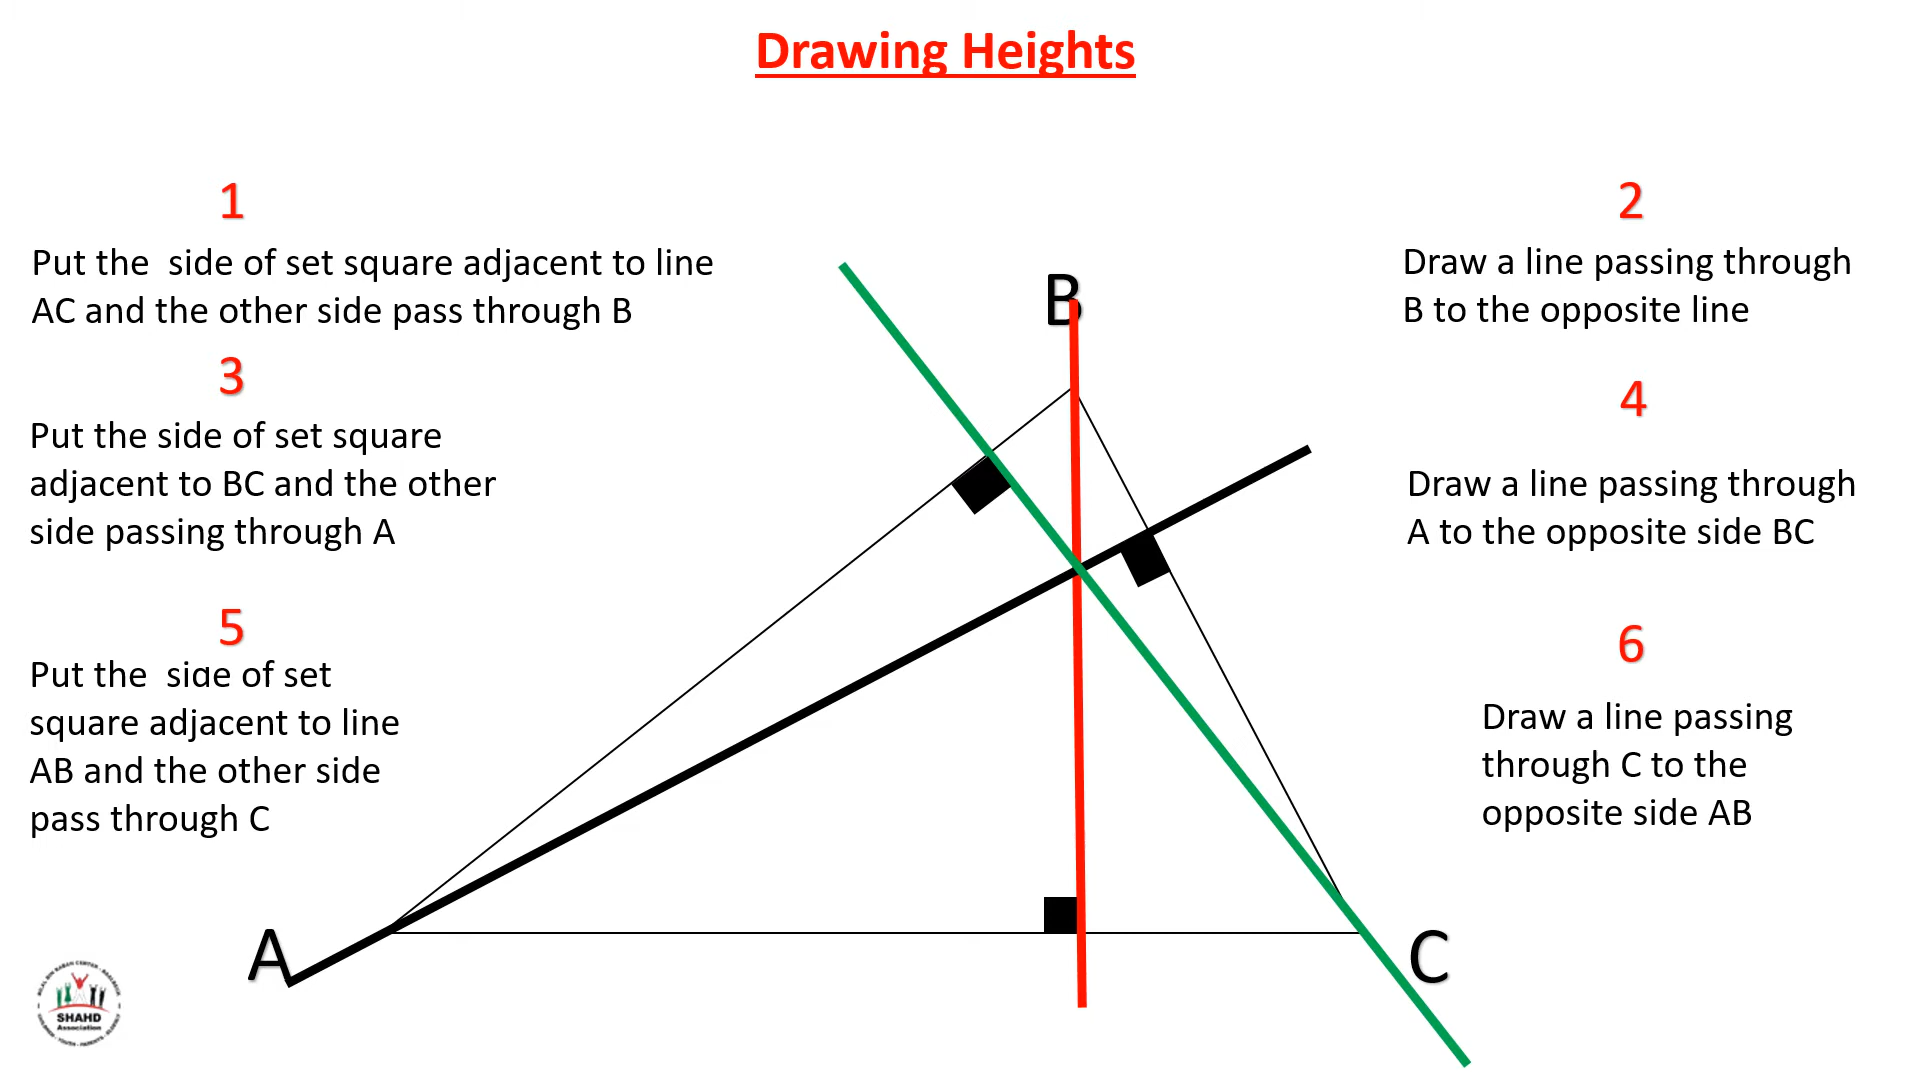 Drawing Heights
1
Put the  side of set square adjacent to line
AC and the other side pass through B
2
Draw a line passing through
B to the opposite line
3
Put the side of set square
adjacent to BC and the other
side passing through A
4
Draw a line passing through
A to the opposite side BC
5
Put the  side of set
square adjacent to line
AB and the other side
pass through C
6
Draw a line passing
through C to the
opposite side AB
B
A
C
SHAHD
Association